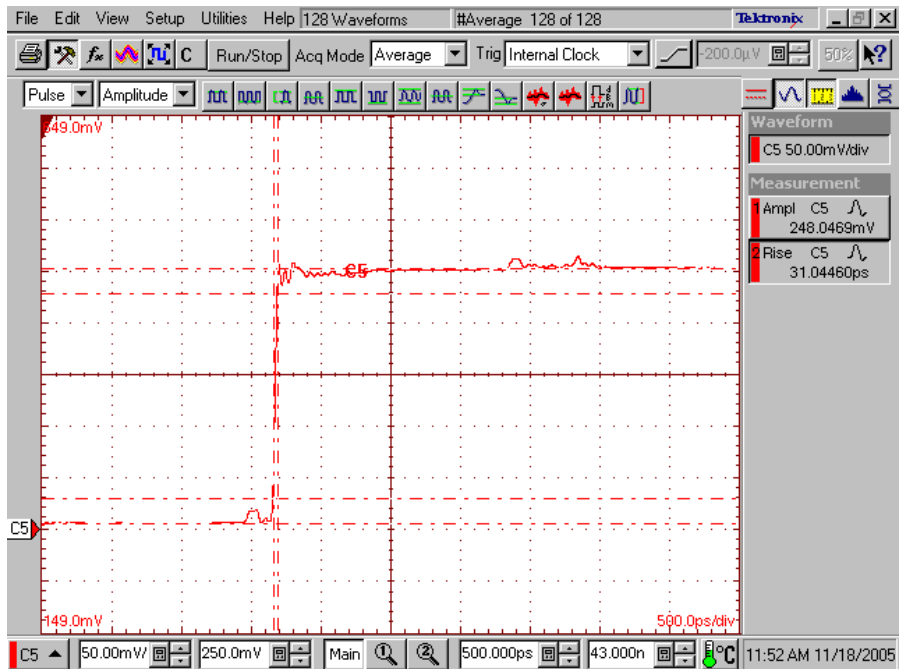 File Edit View Setup Utilities Help 128 Waveforms #Average 128 of 128 Tektronix
C Run/Stop Acq Mode Average Trig Internal Clock -200.0µV 50%
Pulse Amplitude
Waveform
C5 50.00mV/div
Measurement
1 Ampl C5
248.0469mV
2 Rise C5
31.04460ps
C5
C5
149.0mV 500.0ps/div
C5 50.00mV/ 250.0mV Main 1 2 500.000ps 43.000n °C 11:52 AM 11/18/2005